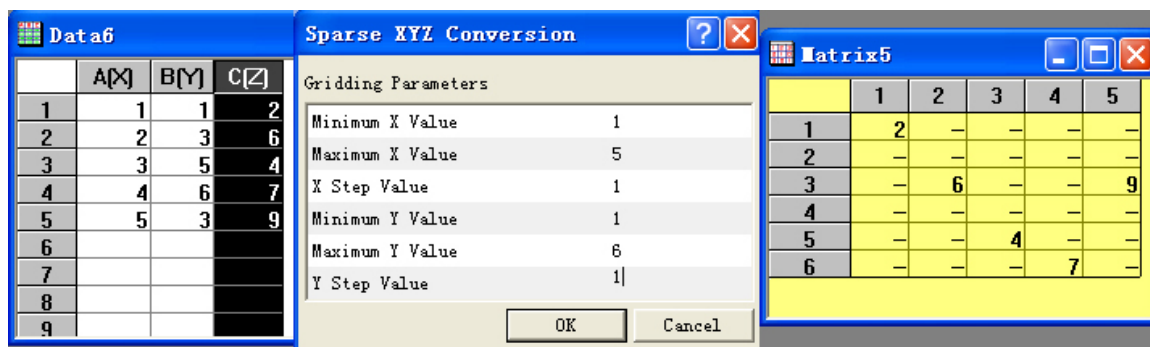 Data6
A(X) B(Y) C(Z)
1 1 1 2
2 2 3 6
3 3 5 4
4 4 6 7
5 5 3 9
6
7
8
9
Sparse XYZ Conversion
Gridding Parameters
Minimum X Value 1
Maximum X Value 5
X Step Value 1
Minimum Y Value 1
Maximum Y Value 6
Y Step Value 1
OK Cancel
Matrix5
1 2 3 4 5
1 2 – – – –
2 – – – – –
3 – 6 – – 9
4 – – – – –
5 – – 4 – –
6 – – – 7 –